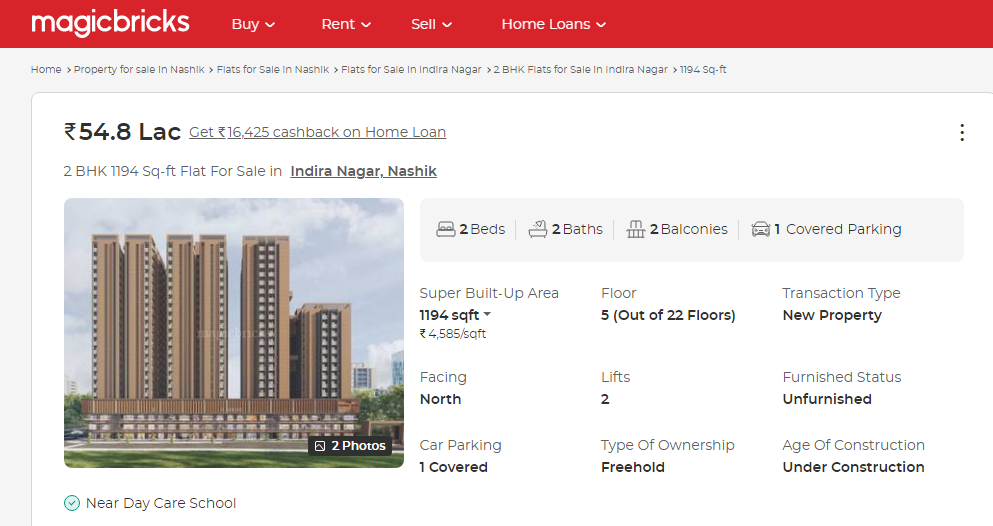 magicbricks
Buy Rent Sell Home Loans
Home > Property for sale in Nashik > Flats for Sale in Nashik > Flats for Sale in Indira Nagar > 2 BHK Flats for Sale in Indira Nagar > 1194 Sq-ft
₹54.8 Lac Get ₹16,425 cashback on Home Loan
2 BHK 1194 Sq-ft Flat For Sale in Indira Nagar, Nashik
2 Beds 2 Baths 2 Balconies 1 Covered Parking
Super Built-Up Area Floor Transaction Type
1194 sqft 5 (Out of 22 Floors) New Property
₹ 4,585/sqft
magicbricks
Facing Lifts Furnished Status
North 2 Unfurnished
2 Photos
Car Parking Type Of Ownership Age Of Construction
1 Covered Freehold Under Construction
Near Day Care School